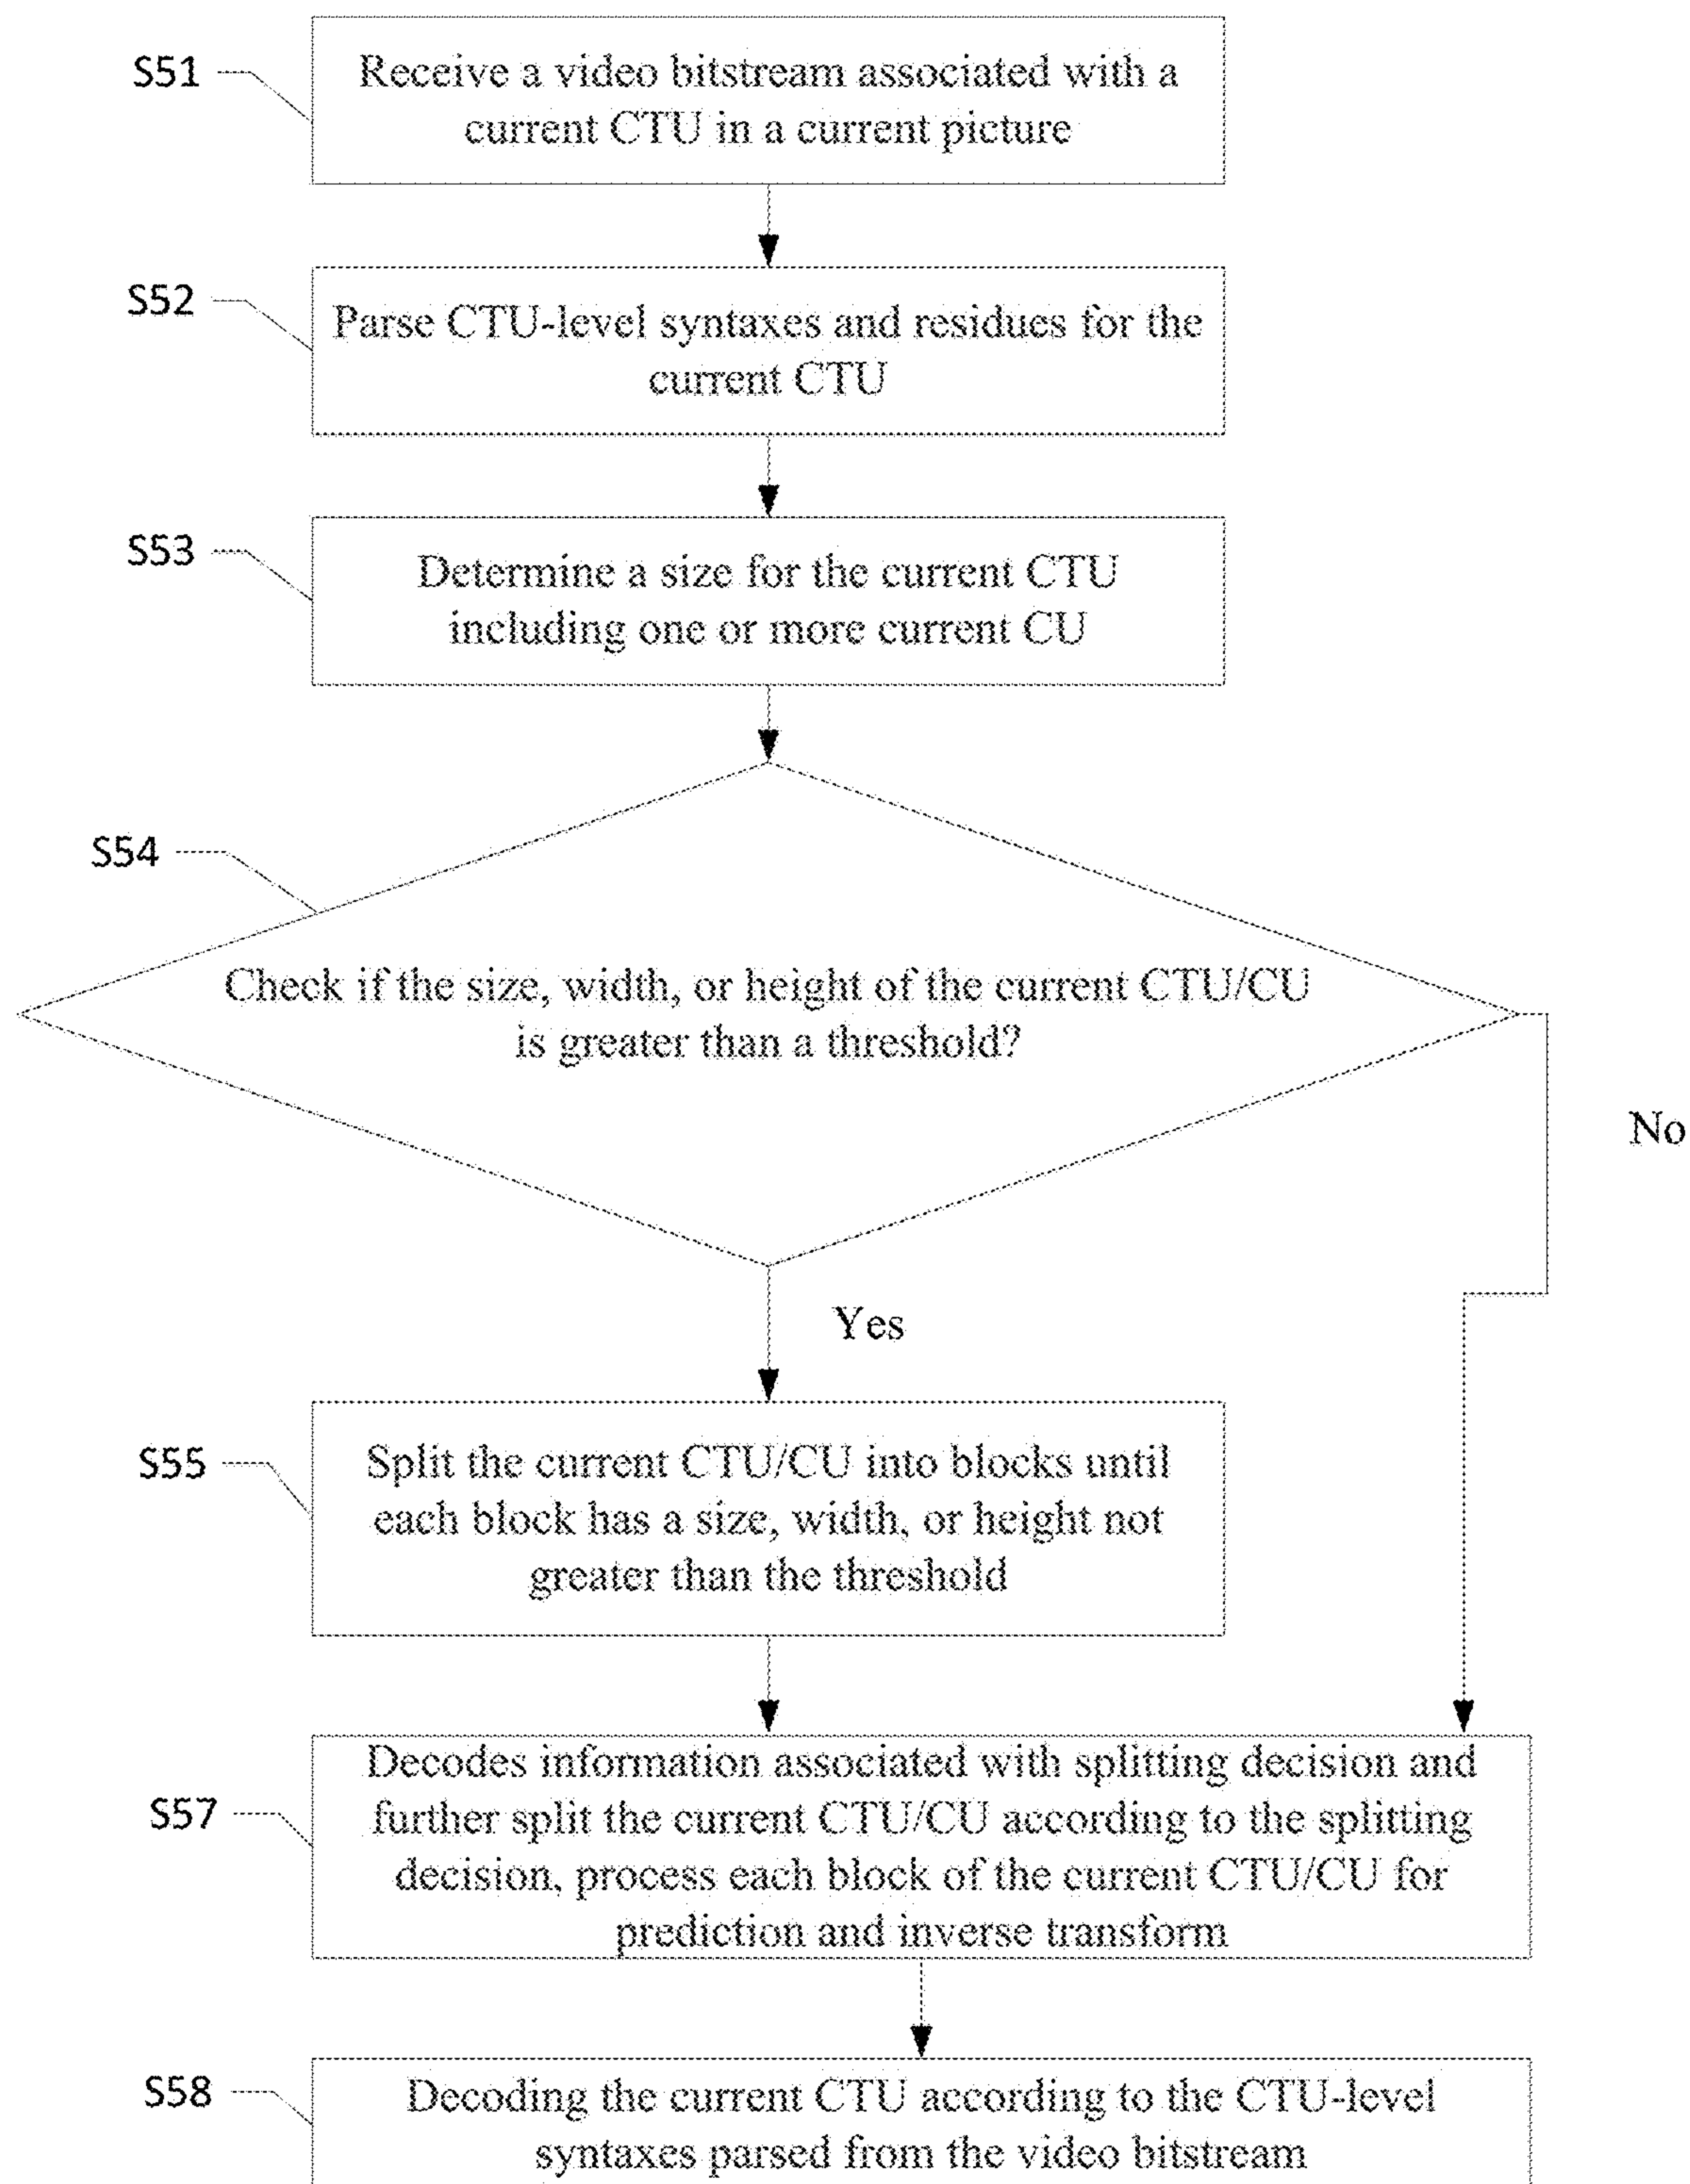 S51
Receive a video bitstream associated with a
current CTU in a current picture
S52
Parse CTU-level syntaxes and residues for the
current CTU
S53
Determine a size for the current CTU
including one or more current CU
S54
Check if the size, width, or height of the current CTU/CU
is greater than a threshold?
No
Yes
S55
Split the current CTU/CU into blocks until
each block has a size, width, or height not
greater than the threshold
S57
Decodes information associated with splitting decision and
further split the current CTU/CU according to the splitting
decision, process each block of the current CTU/CU for
prediction and inverse transform
S58
Decoding the current CTU according to the CTU-level
syntaxes parsed from the video bitstream